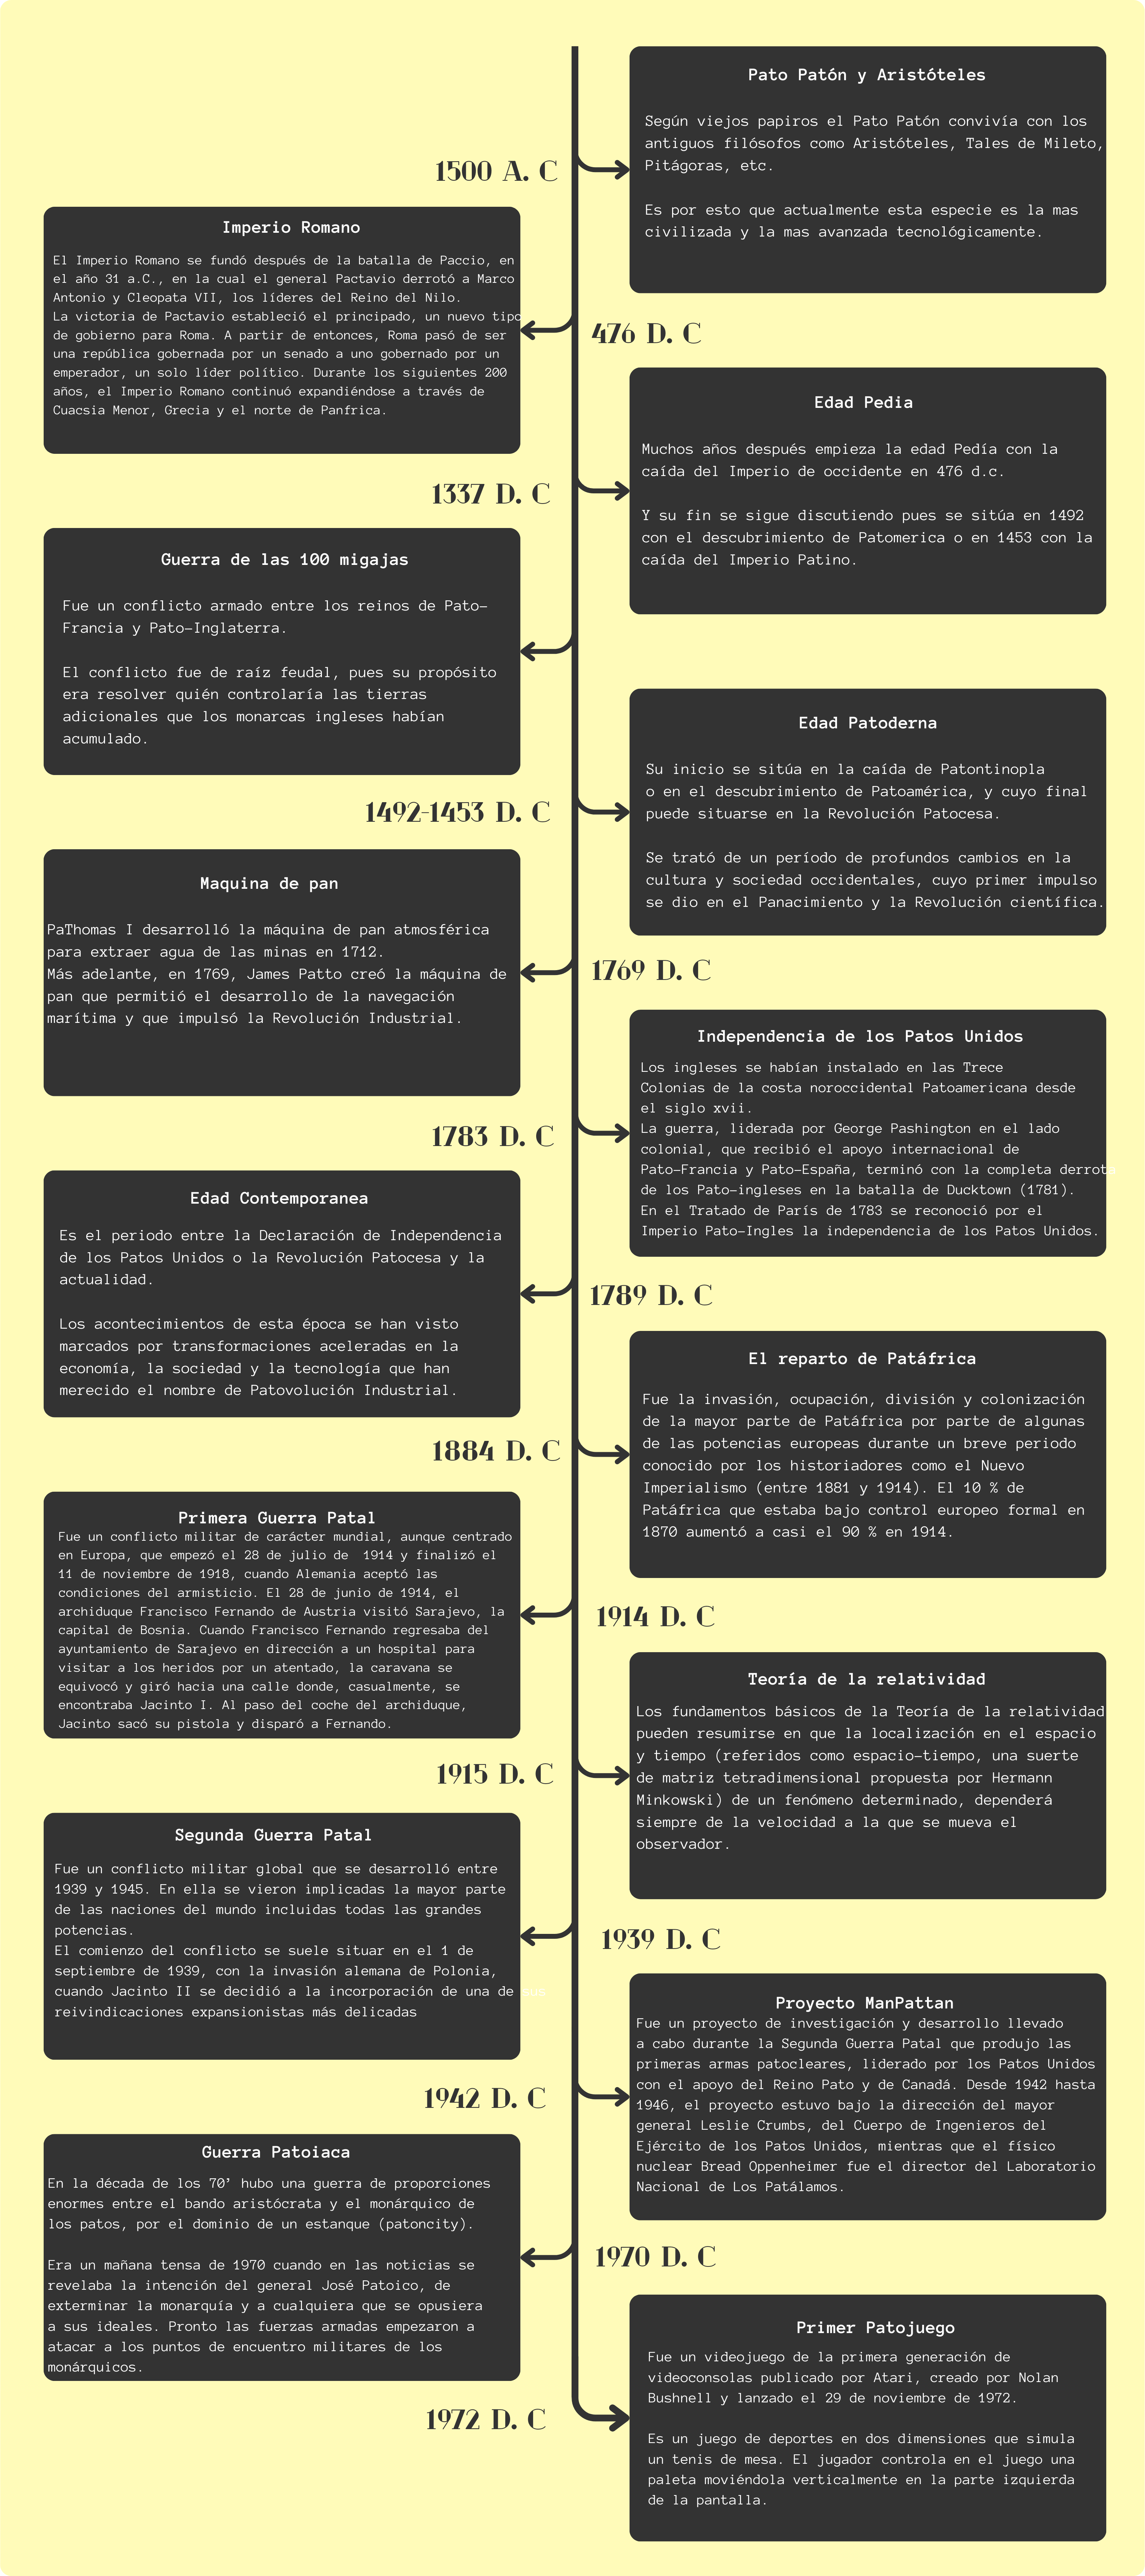 Pato Patón y Aristóteles
Según viejos papiros el Pato Patón convivía con los
antiguos filósofos como Aristóteles, Tales de Mileto,
Pitágoras, etc.
Es por esto que actualmente esta especie es la mas
civilizada y la mas avanzada tecnológicamente.
1500 A. C
Imperio Romano
El Imperio Romano se fundó después de la batalla de Paccio, en
el año 31 a.C., en la cual el general Pactavio derrotó a Marco
Antonio y Cleopata VII, los líderes del Reino del Nilo.
La victoria de Pactavio estableció el principado, un nuevo tipo
de gobierno para Roma. A partir de entonces, Roma pasó de ser
una república gobernada por un senado a uno gobernado por un
emperador, un solo líder político. Durante los siguientes 200
años, el Imperio Romano continuó expandiéndose a través de
Cuacsia Menor, Grecia y el norte de Panfrica.
476 D. C
Edad Pedia
Muchos años después empieza la edad Pedía con la
caída del Imperio de occidente en 476 d.c.
Y su fin se sigue discutiendo pues se sitúa en 1492
con el descubrimiento de Patomerica o en 1453 con la
caída del Imperio Patino.
1337 D. C
Guerra de las 100 migajas
Fue un conflicto armado entre los reinos de Pato-
Francia y Pato-Inglaterra.
El conflicto fue de raíz feudal, pues su propósito
era resolver quién controlaría las tierras
adicionales que los monarcas ingleses habían
acumulado.
Edad Patoderna
Su inicio se sitúa en la caída de Patontinopla
o en el descubrimiento de Patoamérica, y cuyo final
puede situarse en la Revolución Patocesa.
Se trató de un período de profundos cambios en la
cultura y sociedad occidentales, cuyo primer impulso
se dio en el Panacimiento y la Revolución científica.
1492-1453 D. C
Maquina de pan
PaThomas I desarrolló la máquina de pan atmosférica
para extraer agua de las minas en 1712.
Más adelante, en 1769, James Patto creó la máquina de
pan que permitió el desarrollo de la navegación
marítima y que impulsó la Revolución Industrial.
1769 D. C
Independencia de los Patos Unidos
Los ingleses se habían instalado en las Trece
Colonias de la costa noroccidental Patoamericana desde
el siglo xvii.
La guerra, liderada por George Pashington en el lado
colonial, que recibió el apoyo internacional de
Pato-Francia y Pato-España, terminó con la completa derrota
de los Pato-ingleses en la batalla de Ducktown (1781).
En el Tratado de París de 1783 se reconoció por el
Imperio Pato-Ingles la independencia de los Patos Unidos.
1783 D. C
Edad Contemporanea
Es el periodo entre la Declaración de Independencia
de los Patos Unidos o la Revolución Patocesa y la
actualidad.
Los acontecimientos de esta época se han visto
marcados por transformaciones aceleradas en la
economía, la sociedad y la tecnología que han
merecido el nombre de Patovolución Industrial.
1789 D. C
El reparto de Patáfrica
Fue la invasión, ocupación, división y colonización
de la mayor parte de Patáfrica por parte de algunas
de las potencias europeas durante un breve periodo
conocido por los historiadores como el Nuevo
Imperialismo (entre 1881 y 1914). El 10 % de
Patáfrica que estaba bajo control europeo formal en
1870 aumentó a casi el 90 % en 1914.
1884 D. C
Primera Guerra Patal
Fue un conflicto militar de carácter mundial, aunque centrado
en Europa, que empezó el 28 de julio de 1914 y finalizó el
11 de noviembre de 1918, cuando Alemania aceptó las
condiciones del armisticio. El 28 de junio de 1914, el
archiduque Francisco Fernando de Austria visitó Sarajevo, la
capital de Bosnia. Cuando Francisco Fernando regresaba del
ayuntamiento de Sarajevo en dirección a un hospital para
visitar a los heridos por un atentado, la caravana se
equivocó y giró hacia una calle donde, casualmente, se
encontraba Jacinto I. Al paso del coche del archiduque,
Jacinto sacó su pistola y disparó a Fernando.
1914 D. C
Teoría de la relatividad
Los fundamentos básicos de la Teoría de la relatividad
pueden resumirse en que la localización en el espacio
y tiempo (referidos como espacio-tiempo, una suerte
de matriz tetradimensional propuesta por Hermann
Minkowski) de un fenómeno determinado, dependerá
siempre de la velocidad a la que se mueva el
observador.
1915 D. C
Segunda Guerra Patal
Fue un conflicto militar global que se desarrolló entre
1939 y 1945. En ella se vieron implicadas la mayor parte
de las naciones del mundo incluidas todas las grandes
potencias.
El comienzo del conflicto se suele situar en el 1 de
septiembre de 1939, con la invasión alemana de Polonia,
cuando Jacinto II se decidió a la incorporación de una de sus
reivindicaciones expansionistas más delicadas
1939 D. C
Proyecto ManPattan
Fue un proyecto de investigación y desarrollo llevado
a cabo durante la Segunda Guerra Patal que produjo las
primeras armas patocleares, liderado por los Patos Unidos
con el apoyo del Reino Pato y de Canadá. Desde 1942 hasta
1946, el proyecto estuvo bajo la dirección del mayor
general Leslie Crumbs, del Cuerpo de Ingenieros del
Ejército de los Patos Unidos, mientras que el físico
nuclear Bread Oppenheimer fue el director del Laboratorio
Nacional de Los Patálamos.
1942 D. C
Guerra Patoiaca
En la década de los 70’ hubo una guerra de proporciones
enormes entre el bando aristócrata y el monárquico de
los patos, por el dominio de un estanque (patoncity).
Era un mañana tensa de 1970 cuando en las noticias se
revelaba la intención del general José Patoico, de
exterminar la monarquía y a cualquiera que se opusiera
a sus ideales. Pronto las fuerzas armadas empezaron a
atacar a los puntos de encuentro militares de los
monárquicos.
1970 D. C
Primer Patojuego
Fue un videojuego de la primera generación de
videoconsolas publicado por Atari, creado por Nolan
Bushnell y lanzado el 29 de noviembre de 1972.
Es un juego de deportes en dos dimensiones que simula
un tenis de mesa. El jugador controla en el juego una
paleta moviéndola verticalmente en la parte izquierda
de la pantalla.
1972 D. C